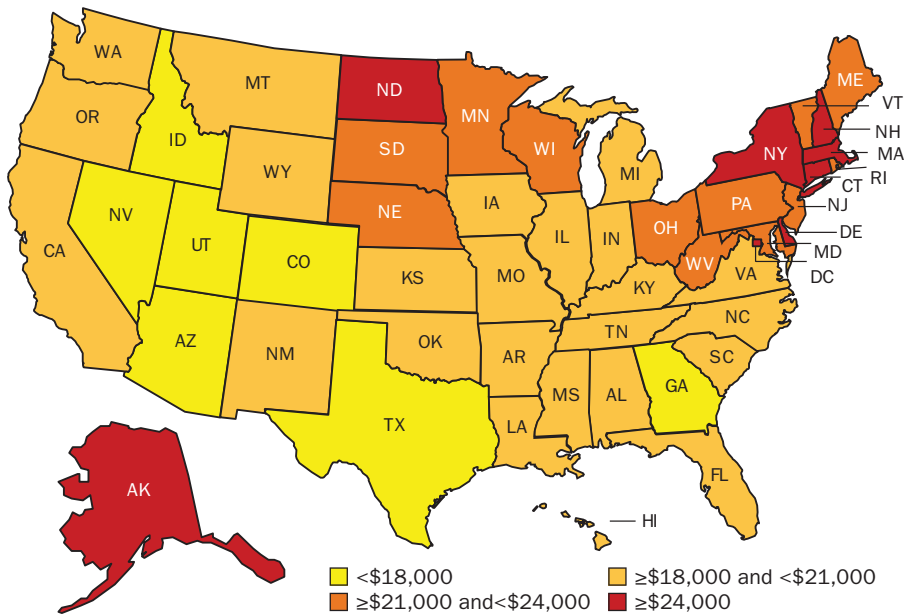 WA
MT
ND
MN
ME
VT
OR
NH
ID
SD
WI
NY
MA
WY
MI
RI
CT
NE
IA
PA
NJ
NV
UT
CO
IL
IN
OH
DE
CA
KS
MO
WV
MD
VA
DC
KY
AZ
NM
OK
AR
TN
NC
SC
TX
MS
AL
GA
LA
FL
AK
HI
<$18,000
≥$18,000 and <$21,000
≥$21,000 and<$24,000
≥$24,000